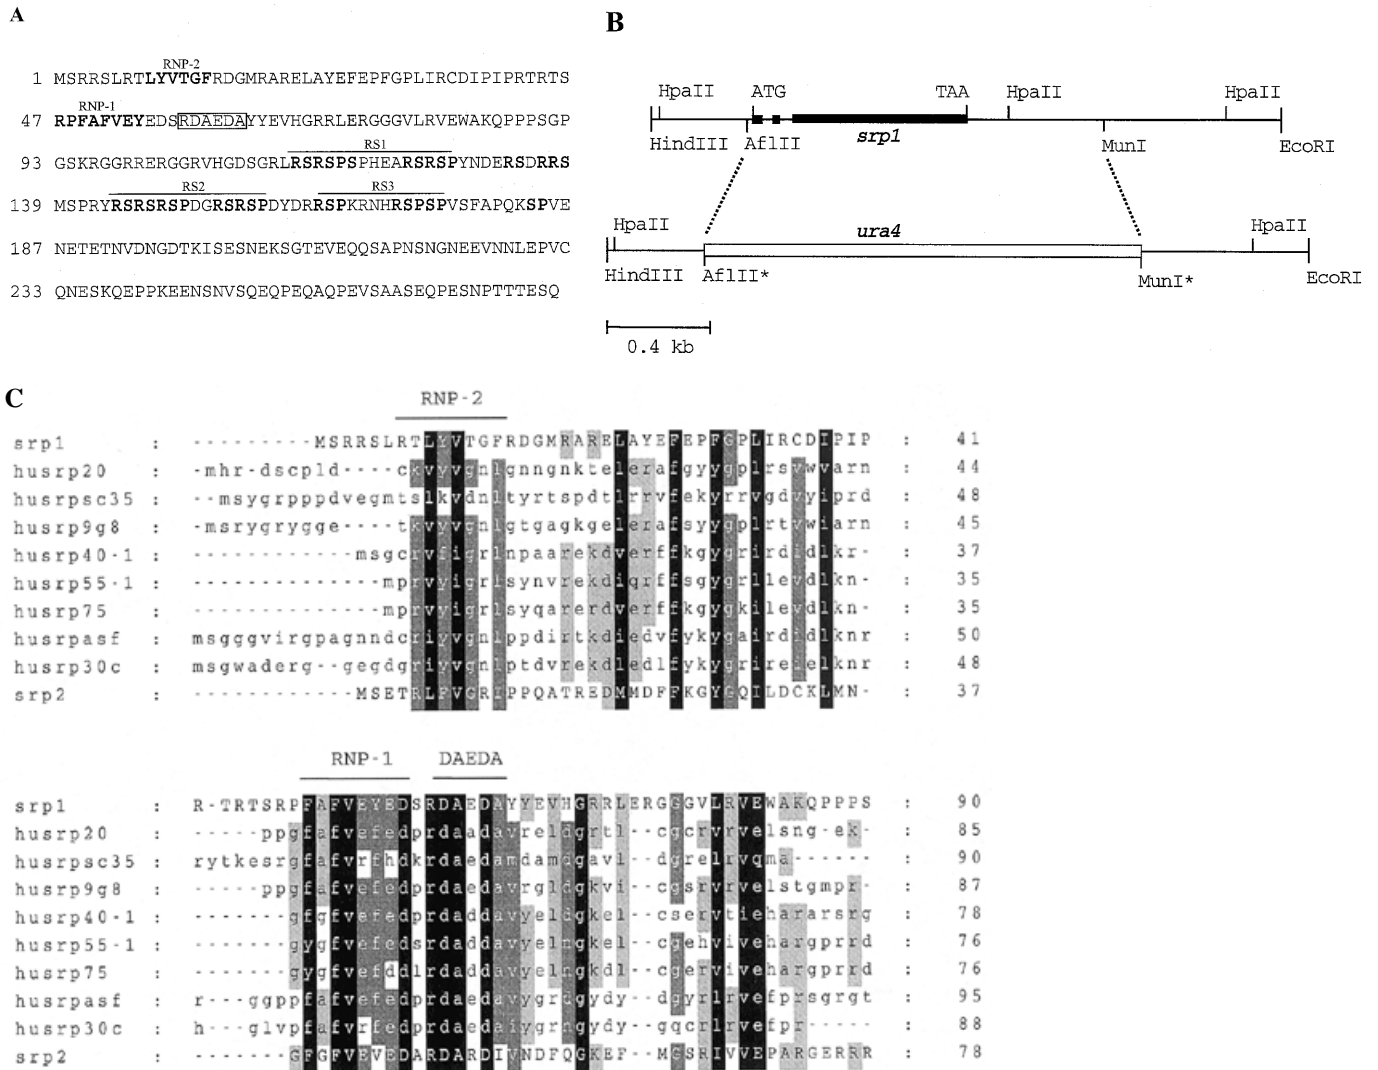 A
RNP-2
1 MSRRSLRTLYVTGFRDGMRARELAYEFEPFGPLIRCDIPIPRTRTS
RNP-1
47 RPFAFVEYEDSRDAEDAYYEVHGRRLERGGGVLRVEWAKQPPPSGP
93 GSKRGGRRERGGRVHGDSGRLRSRSPSPHEARSRSPYNDERSDRRS
RS1
139 MSPRYRSRSRSPDGRSRSPDYDRRSPKRNHRSPSPVSFAPQKSPVE
RS2 RS3
187 NETETNVDNGDTKISESNEKSGTEVEQQSAPNSNGNEEVNNLEPVC
233 QNESKQEPPKEENSNVSQEQPEQAQPEVSAASEQPESNPTTTESQ
B
HpaII ATG TAA HpaII HpaII
srp1
HindIII AflII MunI EcoRI
HpaII ura4 HpaII
HindIII AflII* MunI* EcoRI
0.4 kb
C
RNP-2
srp1 : - - - - - - - - - MSRRSLRTLYVTGFRDGMRARELAYEFEPFGPLIRCDIPIP : 41
husrp20 : -mhr-dscpld----ckvyvgnlgnngnktelerafgyygplrsvwvarn : 44
husrpsc35 : --msygrpppdvegmtslkvdnltyrtspdtlrrvfekyrrvgdvyiprd : 48
husrp9g8 : -msrygrygge----tkvyvgnlgtgagkgelerafsyygplrtvwiarn : 45
husrp40-1 : ------------msgcrvfigrlnpaarekdverffkgygrirdidlkr- : 37
husrp55-1 : --------------mprvyigrlsynvrekdiqrffsgygrllevdlkn- : 35
husrp75 : --------------mprvyigrlsyqarerdverffkgygkilevdlkn- : 35
husrpasf : msgggvirgpagnndcriyvgnlppdirtkdiedvfykygairdidlknr : 50
husrp30c : msgwaderg--gegdgriyvgnlptdvrekdledlfykygrireielknr : 48
srp2 : ------------MSETRLFVGRIPPQATREDMMDFFKGYGQILDCKLMN- : 37
RNP-1 DAEDA
srp1 : R-TRTSRPFAFVEYEDSRDAEDAYYEVHGRRLERGGGVLRVEWAKQPPPS : 90
husrp20 : -----ppgfafvefedprdaadavreldgrtl--cgcrvrvelsng-ek- : 85
husrpsc35 : rytkesrgfafvrfhdkrdaedamdamdgavl--dgrelrvqma------ : 90
husrp9g8 : -----ppgfafvefedprdaedavrgldgkvi--cgsrvrvelstgmpr- : 87
husrp40-1 : -------gfgfvefedprdaddavyeldgkel--cservtieharararsrg : 78
husrp55-1 : -------gygfvefedsrdaddavyelngkel--cgehvivehargprrd : 76
husrp75 : -------gygfvefddlrdaddavyelngkdl--cgervivehargprrd : 76
husrpasf : r---ggppfafvefedprdaedavygrdgydy--dgyrlrvefprsgrgt : 95
husrp30c : h---glvpfafvrfedprdaedaiygrngydy--gqcrlrvefpr----- : 88
srp2 : -------GFGFVEVEDARDARDIVNDFQGKEF--MGSRIVVEPARGERRR : 78